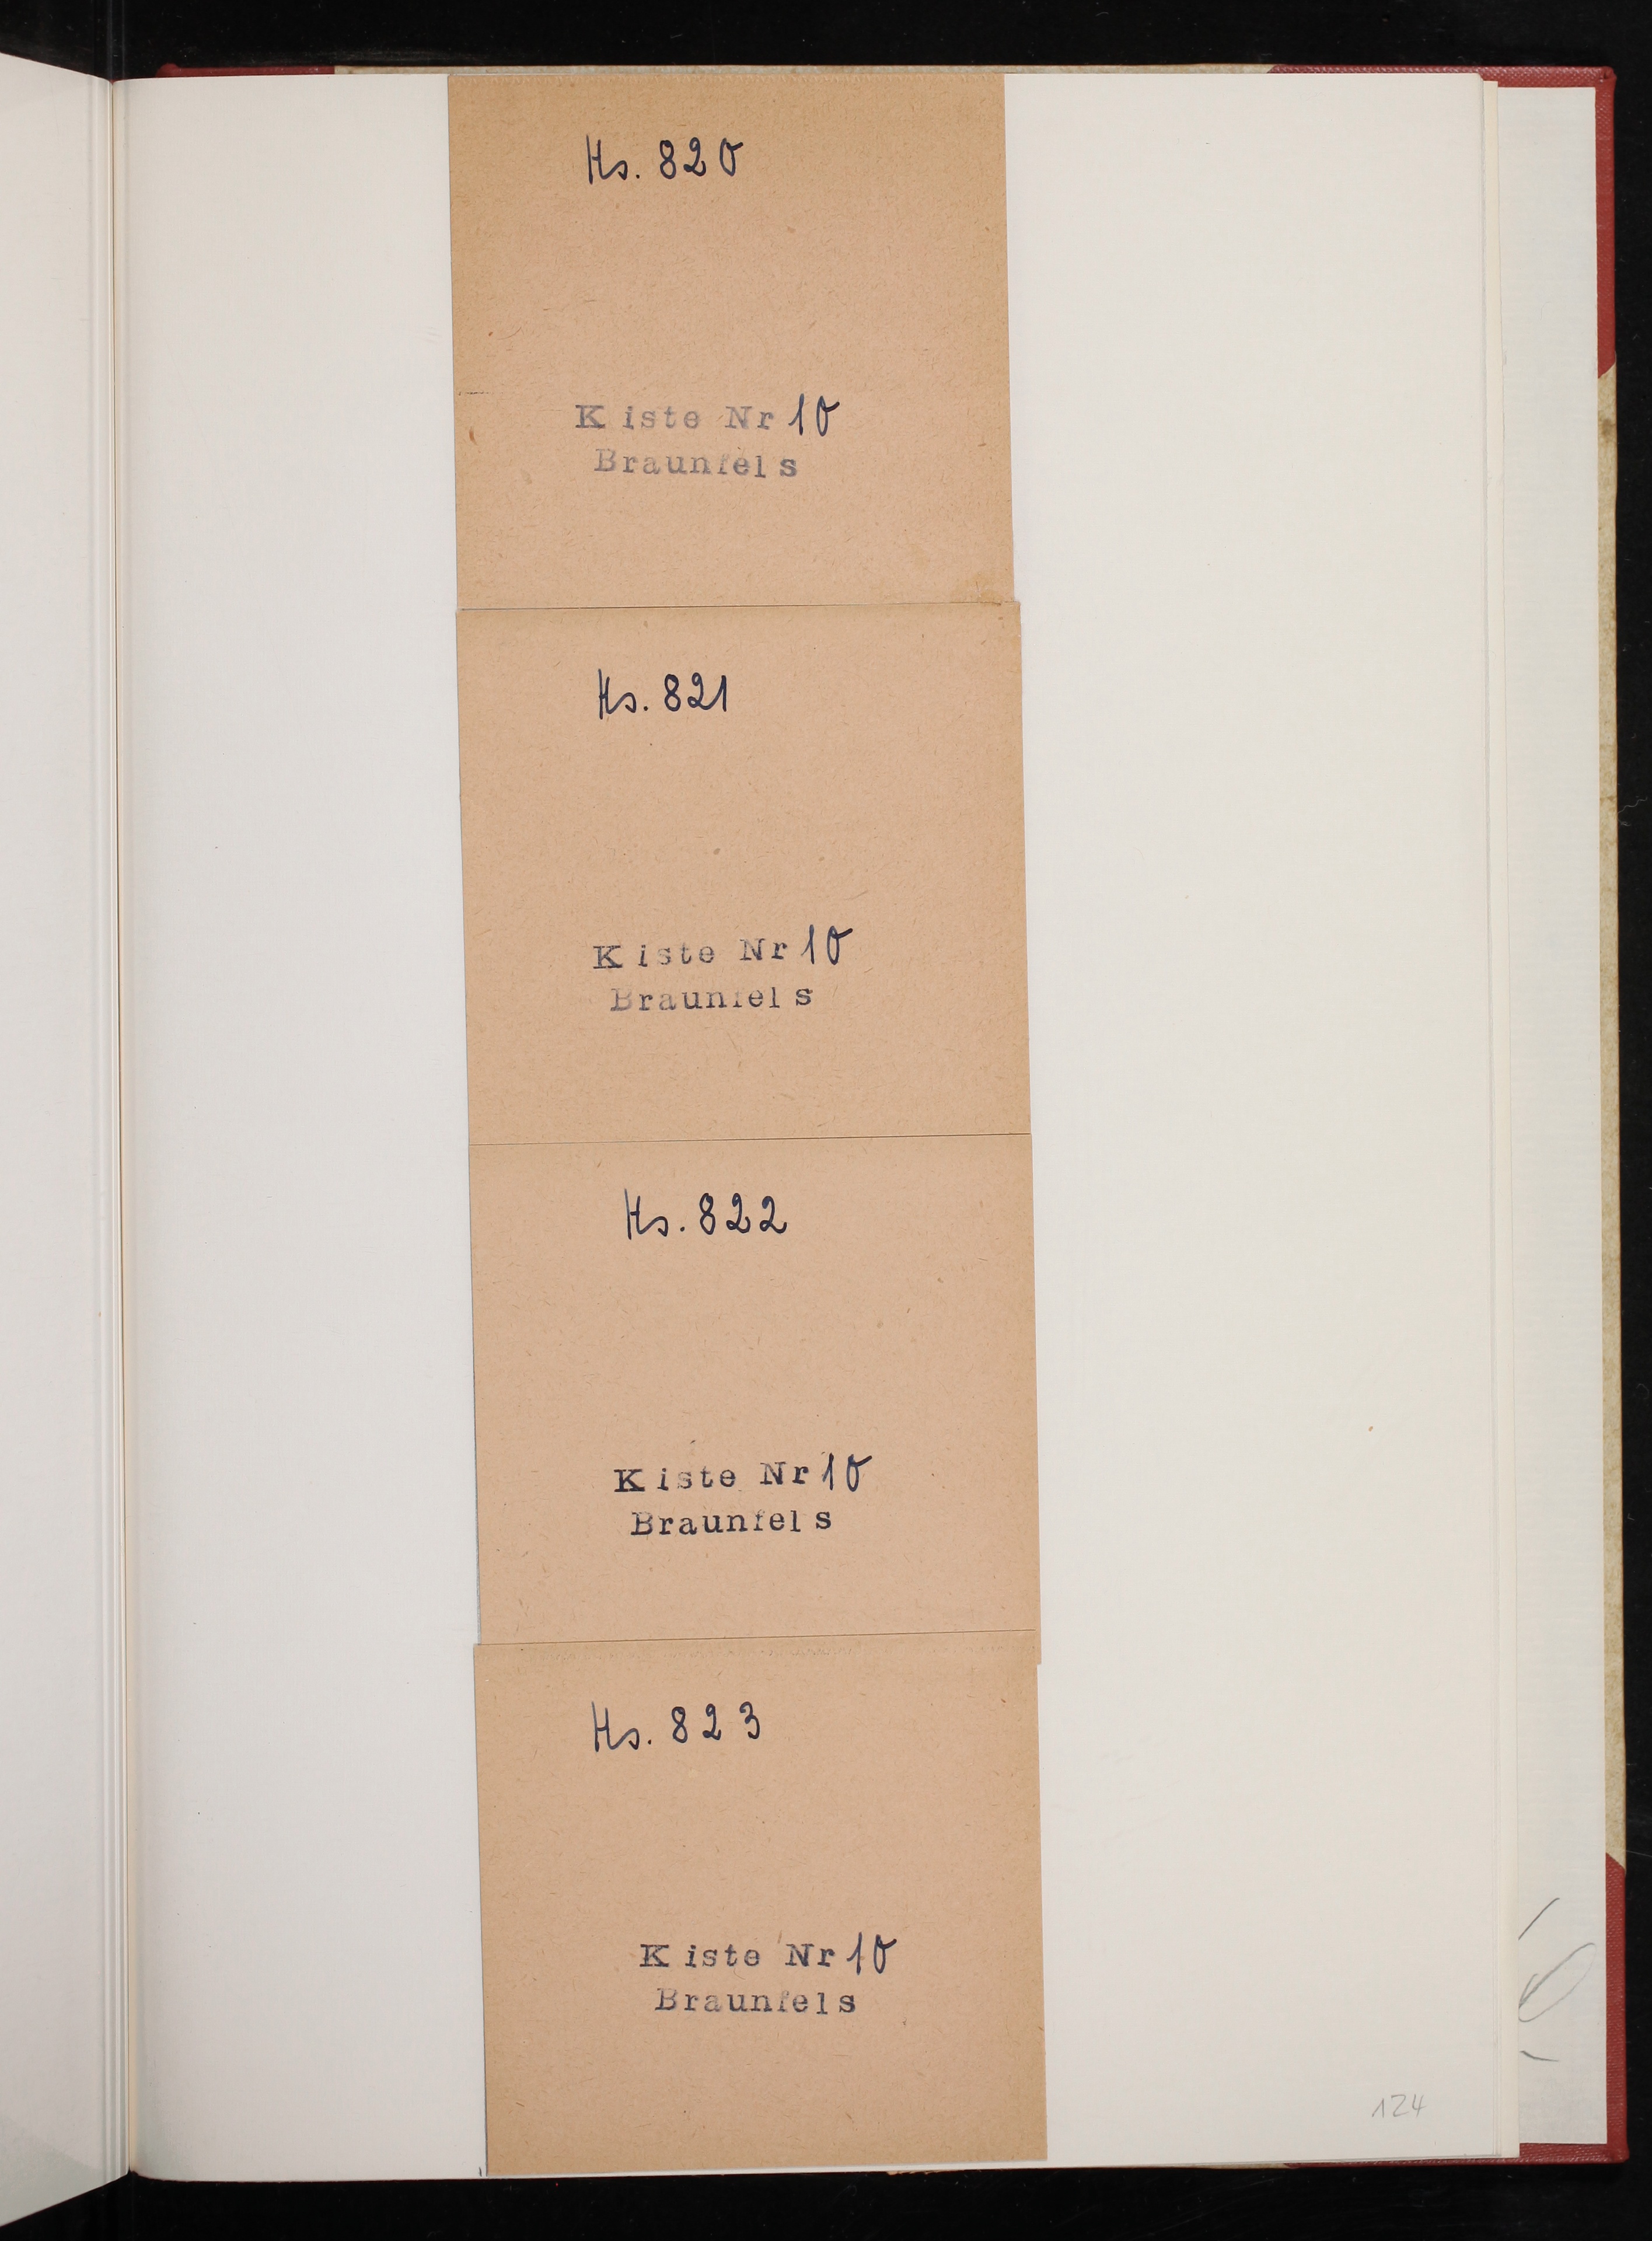 Hs. 820
Kiste Nr 10
Braunfels
Hs. 821
Kiste Nr 10
Braunfels
Hs. 822
Kiste Nr 10
Braunfels
Hs. 823
Kiste Nr 10
Braunfels
124